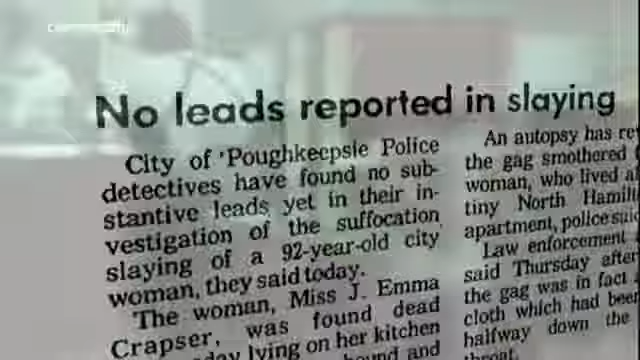 No leads reported in slaying
City of Poughkeepsie Police
detectives have found no sub-
stantive leads yet in their in-
vestigation of the suffocation
slaying of a 92-year-old city
woman, they said today.
The woman, Miss J. Emma
Crapser, was found dead
lying on her kitchen
and
An autopsy has
the gag smothered
woman, who lived
tiny North
apartment, police
Law enforcement
said Thursday after
the gag was in fact
cloth which had been
halfway down the
throat.